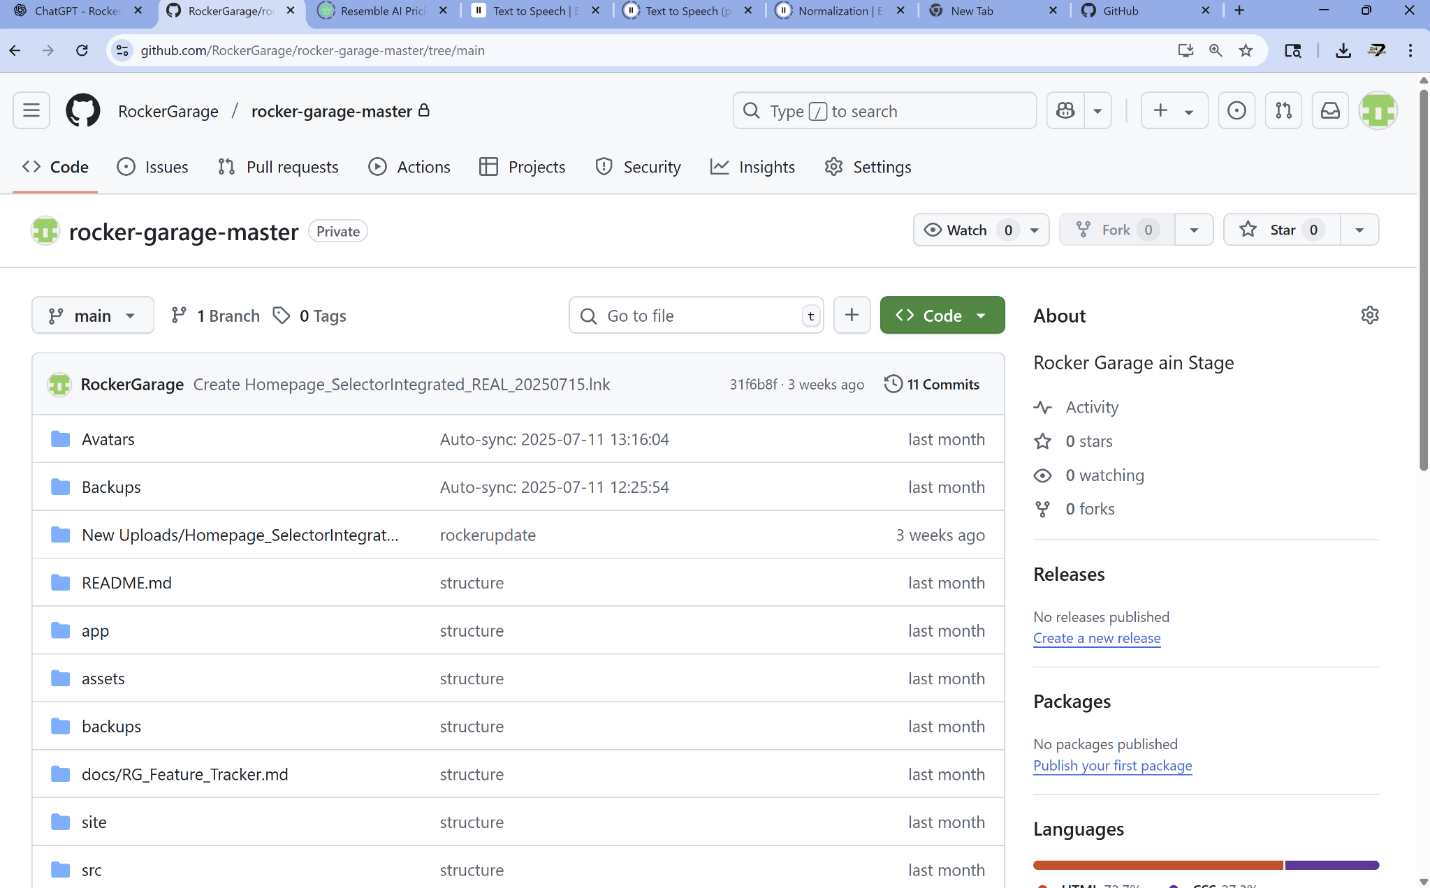 ChatGPT - Rocker
RockerGarage/ro
Resemble AI Pric
Text to Speech |
Text to Speech (p
Normalization |
New Tab
GitHub
github.com/RockerGarage/rocker-garage-master/tree/main
RockerGarage / rocker-garage-master
Type / to search
Code
Issues
Pull requests
Actions
Projects
Security
Insights
Settings
rocker-garage-master Private
Watch 0
Fork 0
Star 0
main
1 Branch
0 Tags
Go to file t
Code
RockerGarage Create Homepage_SelectorIntegrated_REAL_20250715.lnk 31f6b8f · 3 weeks ago 11 Commits
Avatars Auto-sync: 2025-07-11 13:16:04 last month
Backups Auto-sync: 2025-07-11 12:25:54 last month
New Uploads/Homepage_SelectorIntegrat... rockerupdate 3 weeks ago
README.md structure last month
app structure last month
assets structure last month
backups structure last month
docs/RG_Feature_Tracker.md structure last month
site structure last month
src structure last month
About
Rocker Garage ain Stage
Activity
0 stars
0 watching
0 forks
Releases
No releases published
Create a new release
Packages
No packages published
Publish your first package
Languages